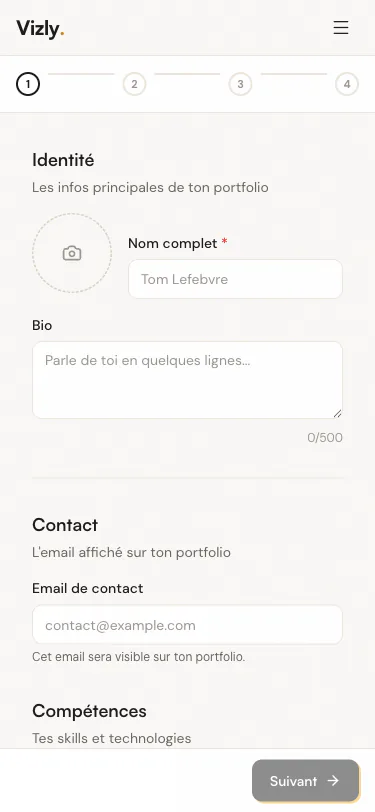 Vizly.
1 2 3 4
Identité
Les infos principales de ton portfolio
Nom complet *
Tom Lefebvre
Bio
Parle de toi en quelques lignes...
0/500
Contact
L'email affiché sur ton portfolio
Email de contact
contact@example.com
Cet email sera visible sur ton portfolio.
Compétences
Tes skills et technologies
Suivant →